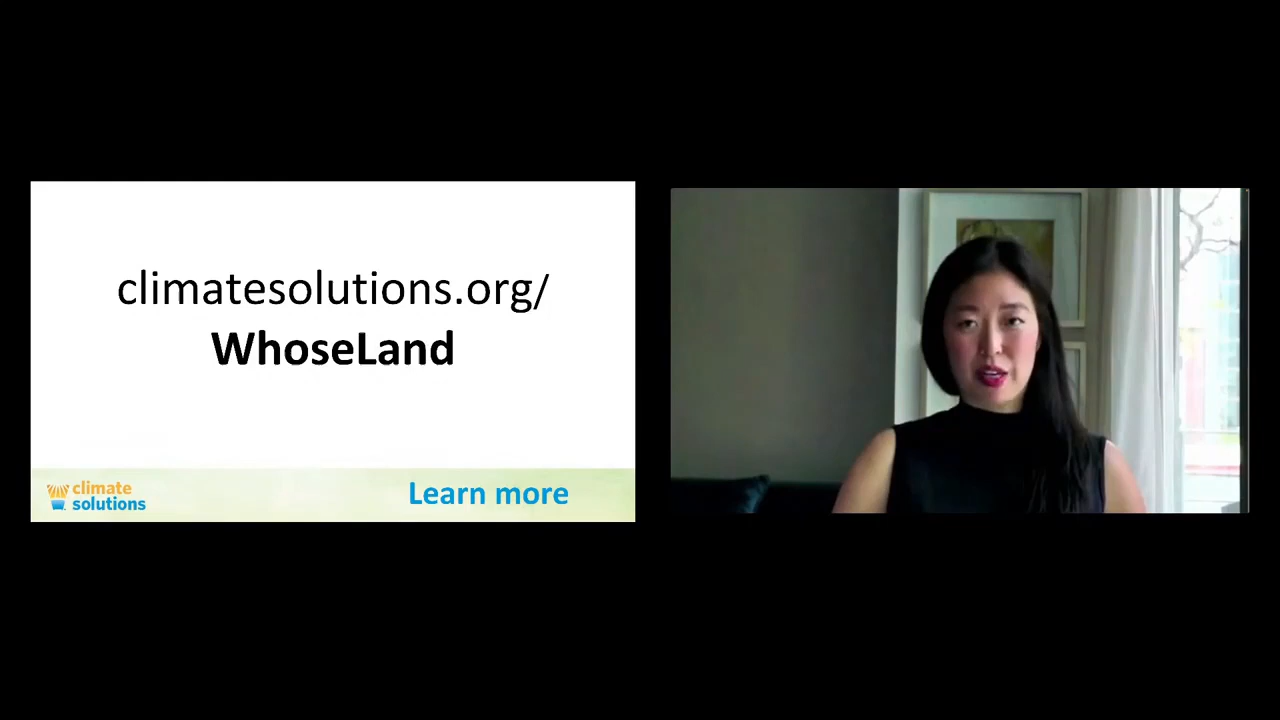 climatesolutions.org/
WhoseLand
climate
solutions
Learn more